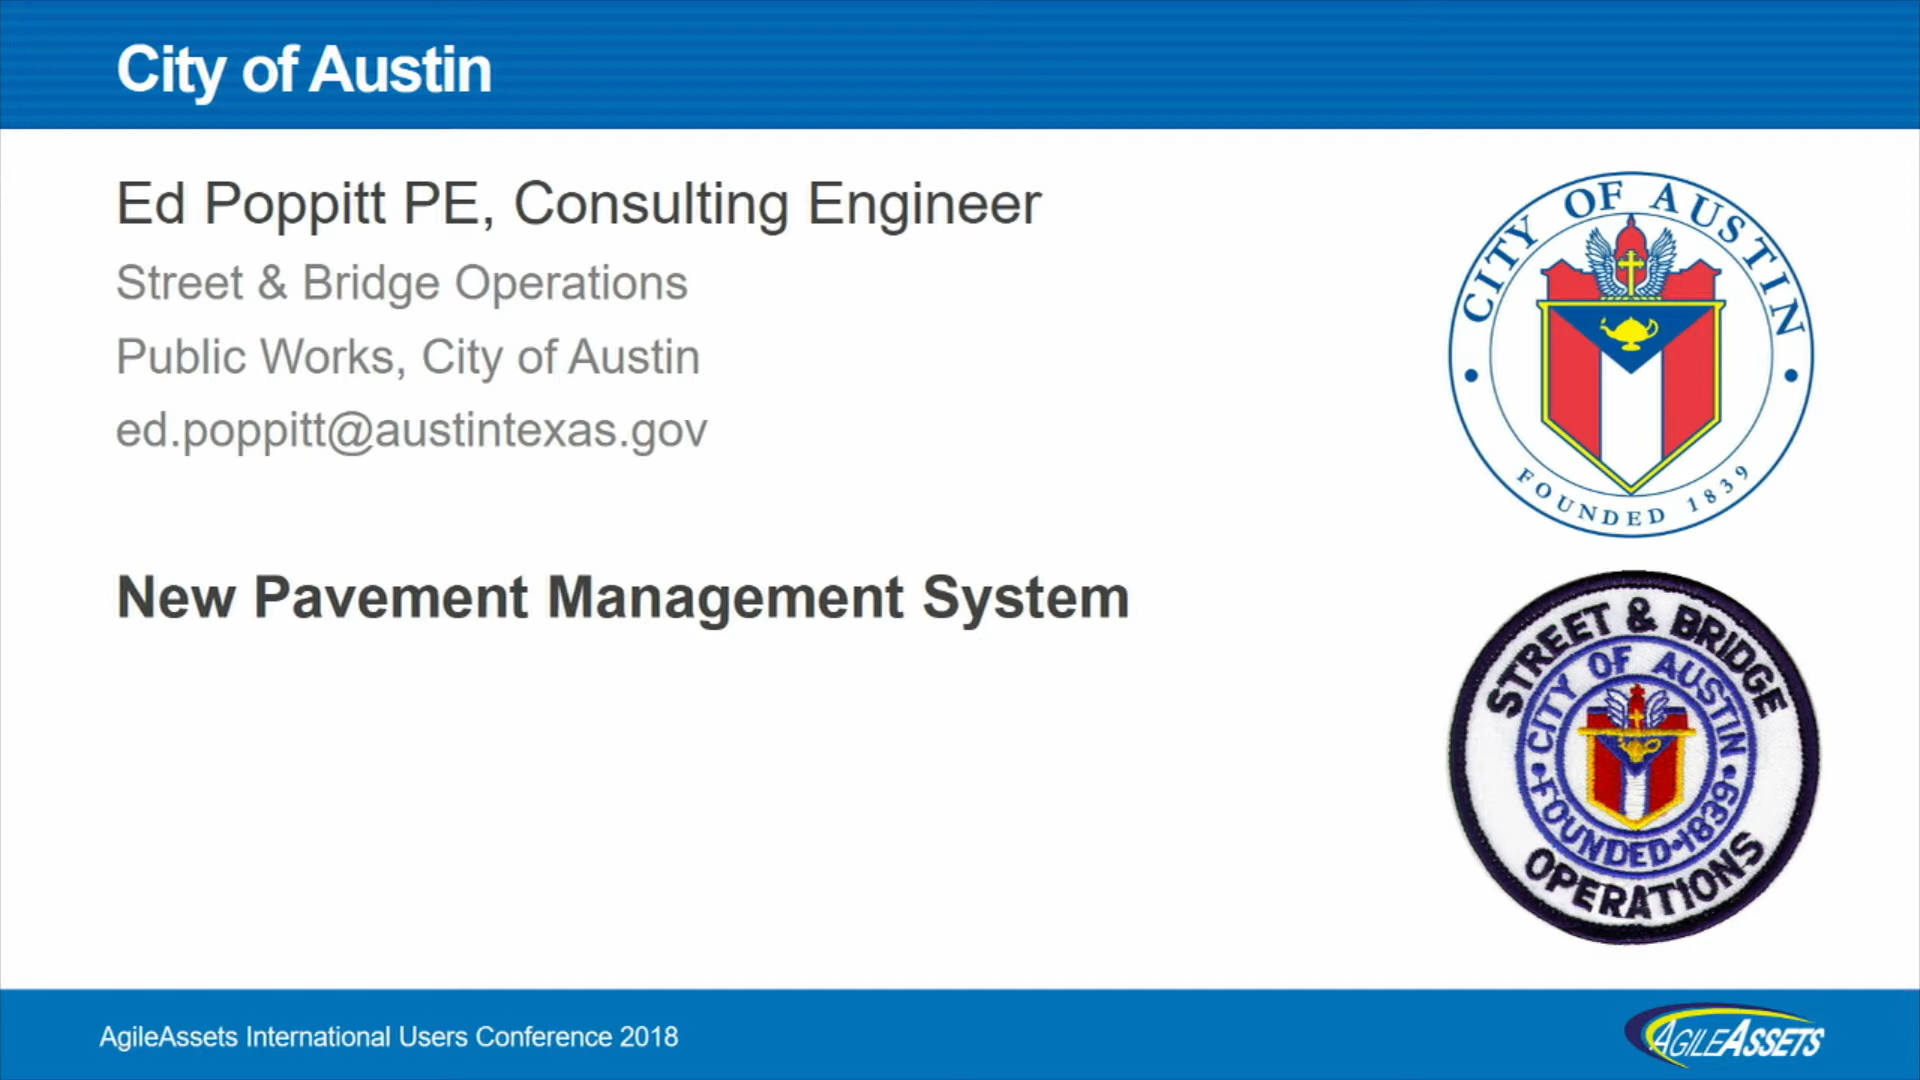 City of Austin
Ed Poppitt PE, Consulting Engineer
Street & Bridge Operations
Public Works, City of Austin
ed.poppitt@austintexas.gov
New Pavement Management System
CITY OF AUSTIN
FOUNDED 1839
STREET & BRIDGE
CITY OF AUSTIN
FOUNDED•1839
OPERATIONS
AgileAssets International Users Conference 2018
AGILEASSETS